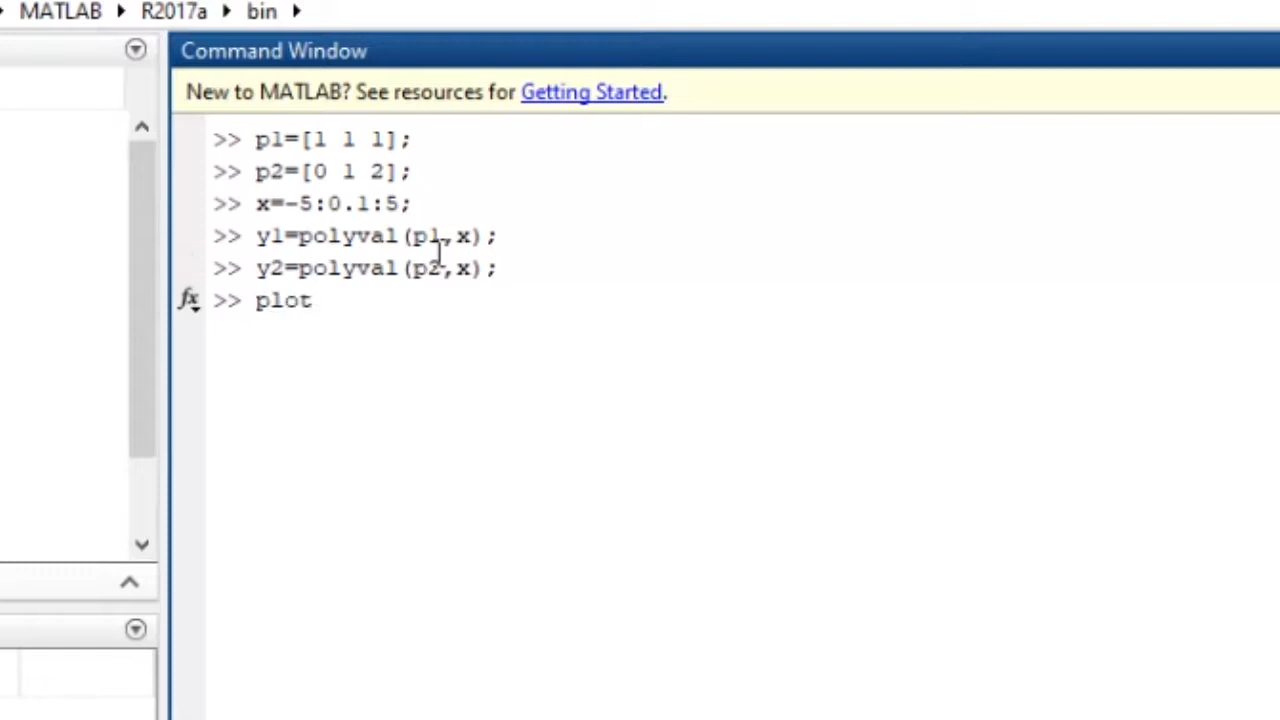 MATLAB R2017a bin
Command Window
New to MATLAB? See resources for Getting Started.
>> p1=[1 1 1];
>> p2=[0 1 2];
>> x=-5:0.1:5;
>> y1=polyval(p1,x);
>> y2=polyval(p2,x);
fx >> plot